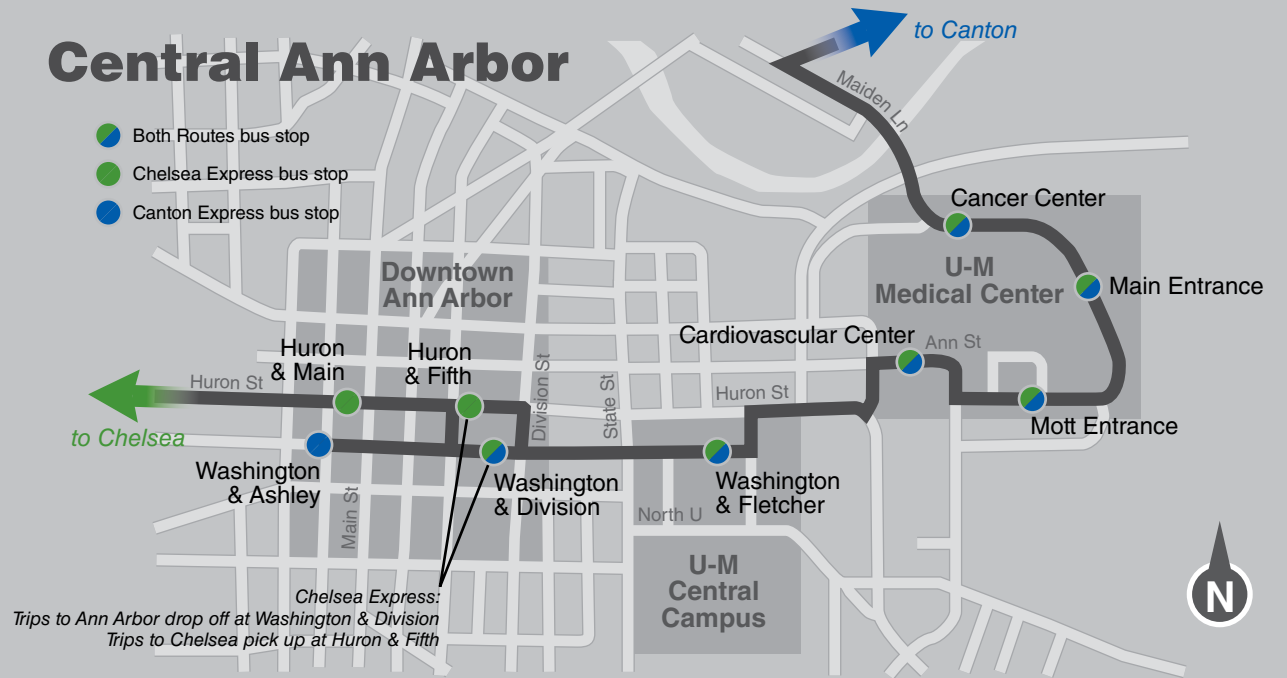 Central Ann Arbor
to Canton
Both Routes bus stop
Chelsea Express bus stop
Canton Express bus stop
Maiden Ln
Cancer Center
U-M
Medical Center
Main Entrance
Downtown
Ann Arbor
Cardiovascular Center
Ann St
Huron
& Main
Huron
& Fifth
Huron St
Division St
State St
Huron St
to Chelsea
Mott Entrance
Washington
& Ashley
Washington
& Division
Washington
& Fletcher
Main St
North U
U-M
Central
Campus
Chelsea Express:
Trips to Ann Arbor drop off at Washington & Division
Trips to Chelsea pick up at Huron & Fifth
N